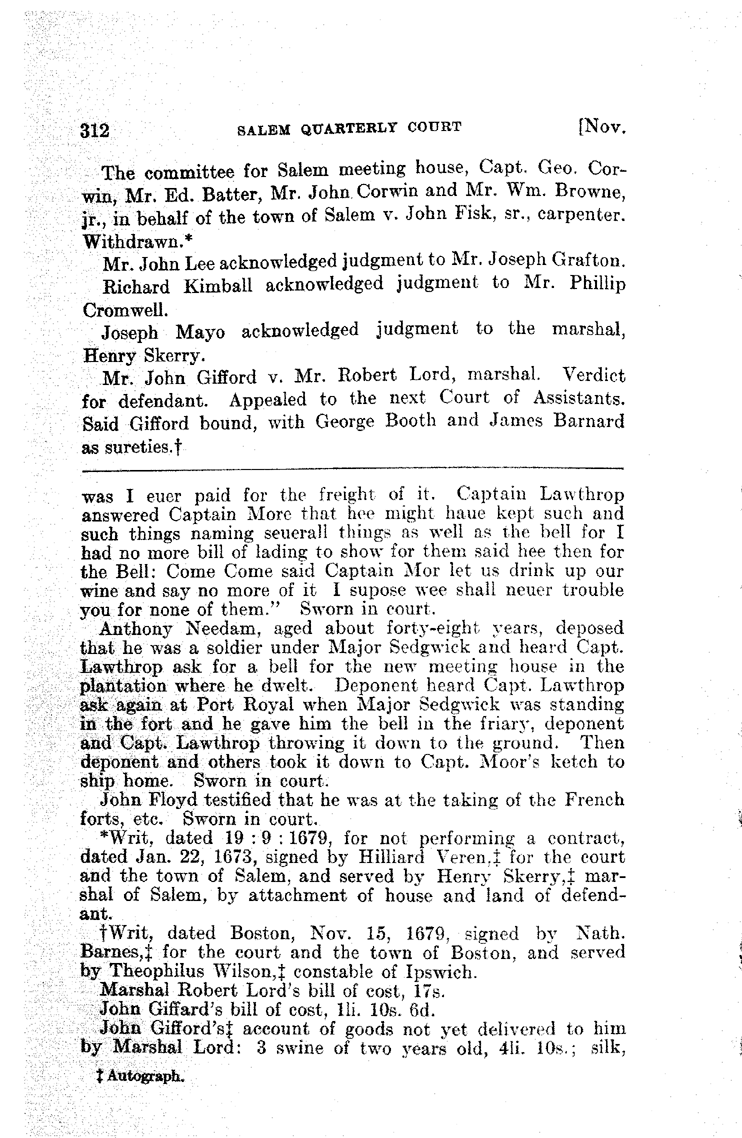 312 SALEM QUARTERLY COURT [Nov.
The committee for Salem meeting house, Capt. Geo. Cor-
win, Mr. Ed. Batter, Mr. John Corwin and Mr. Wm. Browne,
jr., in behalf of the town of Salem v. John Fisk, sr., carpenter.
Withdrawn.*
Mr. John Lee acknowledged judgment to Mr. Joseph Grafton.
Richard Kimball acknowledged judgment to Mr. Phillip
Cromwell.
Joseph Mayo acknowledged judgment to the marshal,
Henry Skerry.
Mr. John Gifford v. Mr. Robert Lord, marshal. Verdict
for defendant. Appealed to the next Court of Assistants.
Said Gifford bound, with George Booth and James Barnard
as sureties.†
was I euer paid for the freight of it. Captain Lawthrop
answered Captain More that hee might haue kept such and
such things naming seuerall things as well as the bell for I
had no more bill of lading to show for them said hee then for
the Bell: Come Come said Captain Mor let us drink up our
wine and say no more of it I supose wee shall neuer trouble
you for none of them." Sworn in court.
Anthony Needam, aged about forty-eight years, deposed
that he was a soldier under Major Sedgwick and heard Capt.
Lawthrop ask for a bell for the new meeting house in the
plantation where he dwelt. Deponent heard Capt. Lawthrop
ask again at Port Royal when Major Sedgwick was standing
in the fort and he gave him the bell in the friary, deponent
and Capt. Lawthrop throwing it down to the ground. Then
deponent and others took it down to Capt. Moor's ketch to
ship home. Sworn in court.
John Floyd testified that he was at the taking of the French
forts, etc. Sworn in court.
*Writ, dated 19 : 9 : 1679, for not performing a contract,
dated Jan. 22, 1673, signed by Hilliard Veren,‡ for the court
and the town of Salem, and served by Henry Skerry,‡ mar-
shal of Salem, by attachment of house and land of defend-
ant.
†Writ, dated Boston, Nov. 15, 1679, signed by Nath.
Barnes,‡ for the court and the town of Boston, and served
by Theophilus Wilson,‡ constable of Ipswich.
Marshal Robert Lord's bill of cost, 17s.
John Giffard's bill of cost, 1li. 10s. 6d.
John Gifford's‡ account of goods not yet delivered to him
by Marshal Lord: 3 swine of two years old, 4li. 10s.; silk,
‡ Autograph.